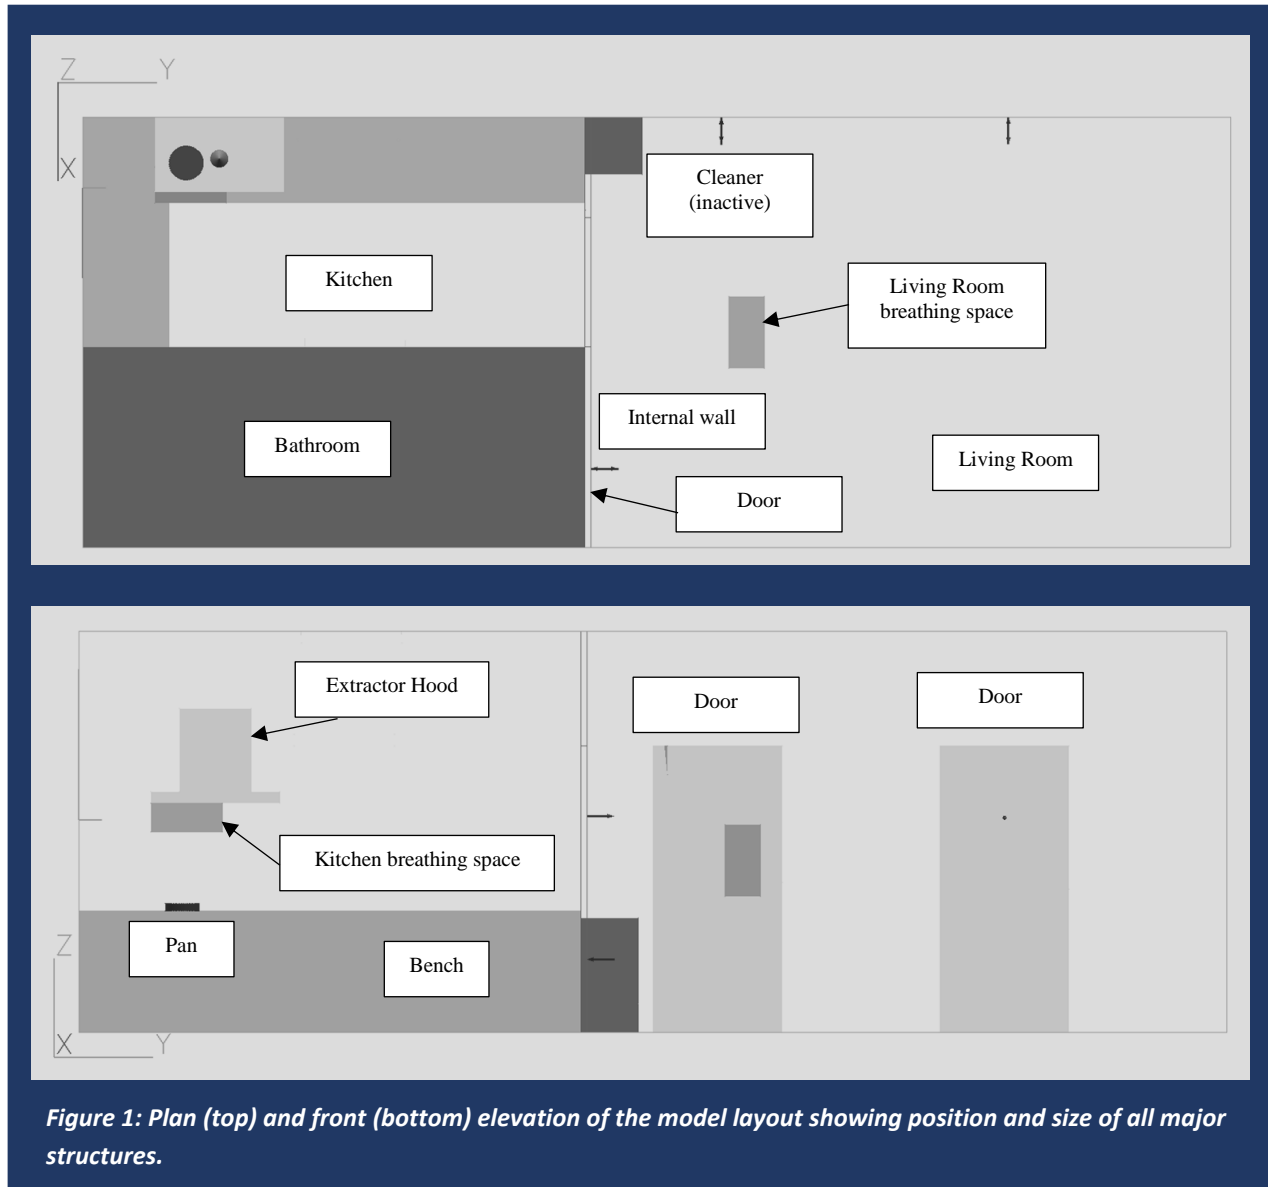 Z Y
X
Cleaner
(inactive)
Kitchen
Living Room
breathing space
Internal wall
Bathroom
Living Room
Door
Extractor Hood
Door
Door
Kitchen breathing space
Pan
Bench
Z
X Y
Figure 1: Plan (top) and front (bottom) elevation of the model layout showing position and size of all major
structures.